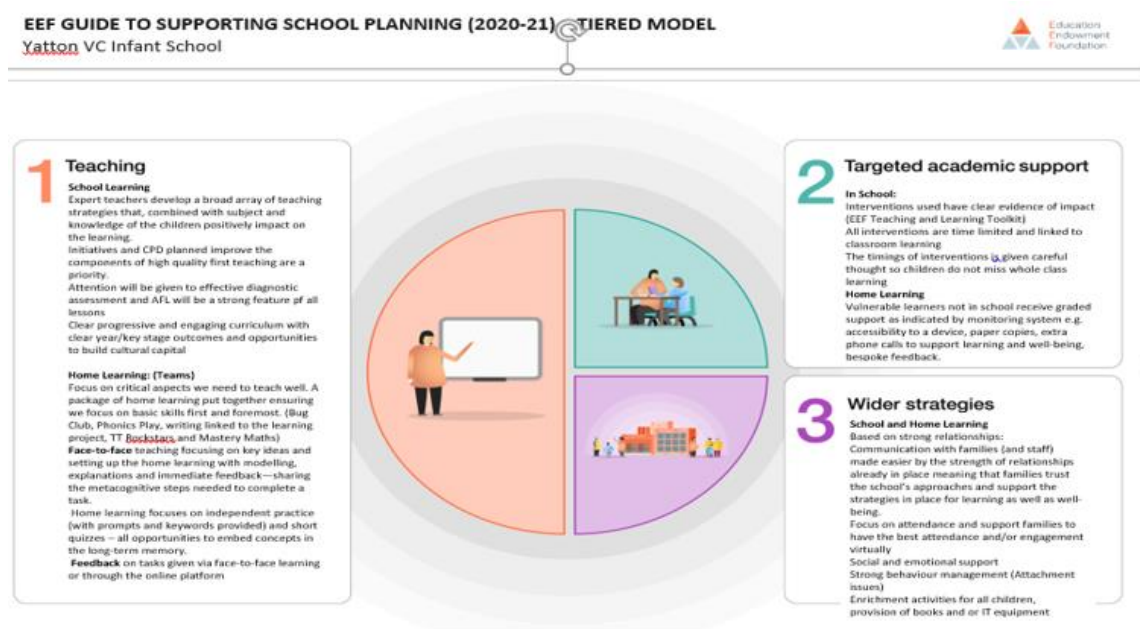 EEF GUIDE TO SUPPORTING SCHOOL PLANNING (2020-21) TIERED MODEL
Yatton VC Infant School
Education
Endowment
Foundation
1 Teaching
School Learning
Expert teachers develop a broad array of teaching
strategies that, combined with subject and
knowledge of the children positively impact on
the learning.
Initiatives and CPD planned improve the
components of high quality first teaching are a
priority.
Attention will be given to effective diagnostic
assessment and AFL will be a strong feature pf all
lessons
Clear progressive and engaging curriculum with
clear year/key stage outcomes and opportunities
to build cultural capital
Home Learning: (Teams)
Focus on critical aspects we need to teach well. A
package of home learning put together ensuring
we focus on basic skills first and foremost. (Bug
Club, Phonics Play, writing linked to the learning
project, TT Rockstars and Mastery Maths)
Face-to-face teaching focusing on key ideas and
setting up the home learning with modelling,
explanations and immediate feedback—sharing
the metacognitive steps needed to complete a
task.
Home learning focuses on independent practice
(with prompts and keywords provided) and short
quizzes – all opportunities to embed concepts in
the long-term memory.
Feedback on tasks given via face-to-face learning
or through the online platform
2 Targeted academic support
In School:
Interventions used have clear evidence of impact
(EEF Teaching and Learning Toolkit)
All interventions are time limited and linked to
classroom learning
The timings of interventions is given careful
thought so children do not miss whole class
learning
Home Learning
Vulnerable learners not in school receive graded
support as indicated by monitoring system e.g.
accessibility to a device, paper copies, extra
phone calls to support learning and well-being,
bespoke feedback.
3 Wider strategies
School and Home Learning
Based on strong relationships:
Communication with families (and staff)
made easier by the strength of relationships
already in place meaning that families trust
the school's approaches and support the
strategies in place for learning as well as well-
being.
Focus on attendance and support families to
have the best attendance and/or engagement
virtually
Social and emotional support
Strong behaviour management (Attachment
issues)
Enrichment activities for all children,
provision of books and or IT equipment